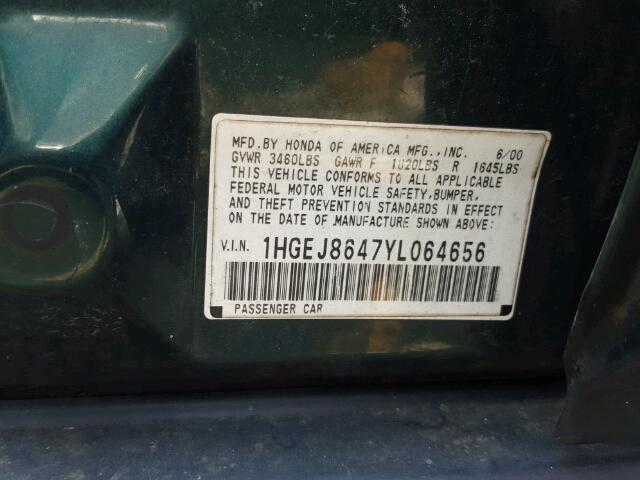 MFD.BY HONDA OF AMERICA MFG.,INC. 6/00
GVWR 3460LBS GAWR F 1820LBS R 1645LBS
THIS VEHICLE CONFORMS TO ALL APPLICABLE
FEDERAL MOTOR VEHICLE SAFETY,BUMPER,
AND THEFT PREVENTION STANDARDS IN EFFECT
ON THE DATE OF MANUFACTURE SHOWN ABOVE:
V.I.N. 1HGEJ8647YL064656
PASSENGER CAR